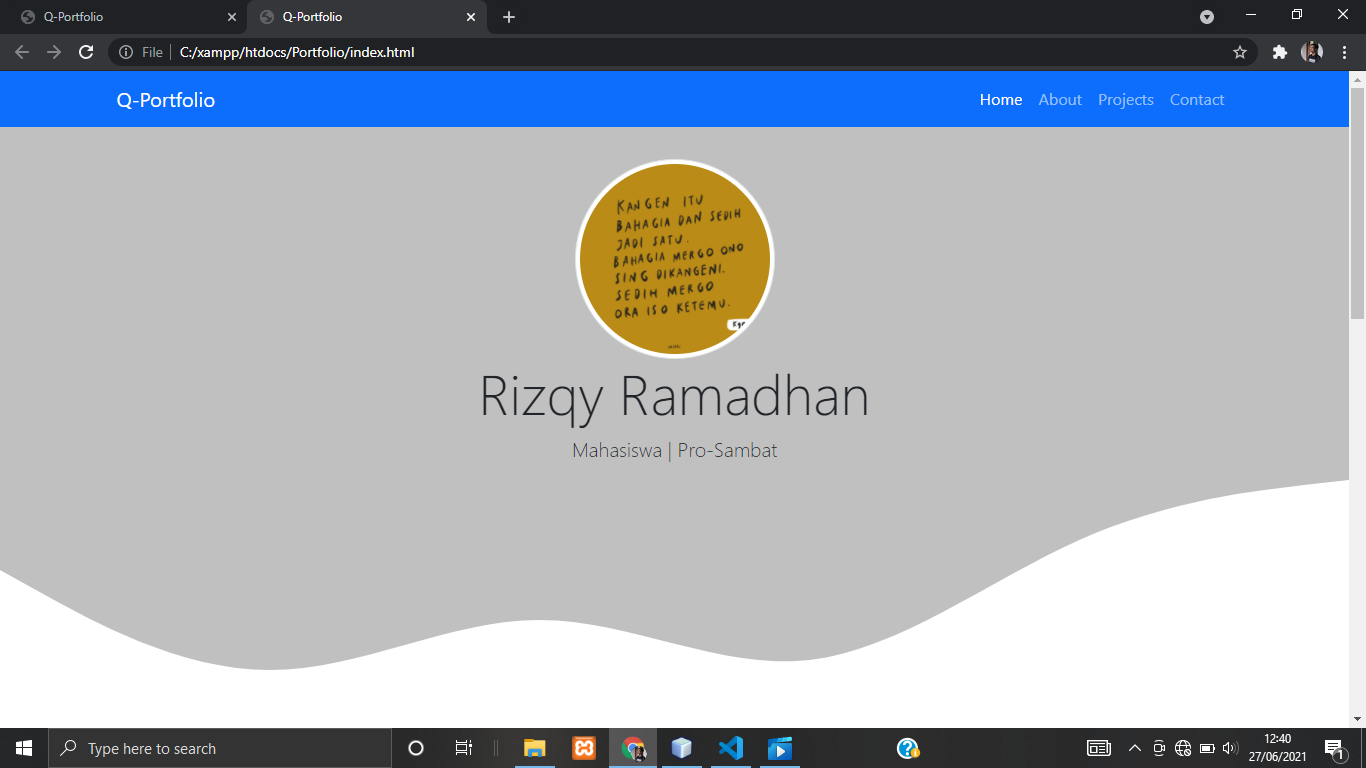 Q-Portfolio
Q-Portfolio
File C:/xampp/htdocs/Portfolio/index.html
Q-Portfolio Home About Projects Contact
KANGEN ITU
BAHAGIA DAN SEDIH
JADI SATU.
BAHAGIA MERGO ONO
SING DIKANGENI.
SEDIH MERGO
ORA ISO KETEMU.
Rizqy Ramadhan
Mahasiswa | Pro-Sambat
Type here to search
12:40
27/06/2021
1